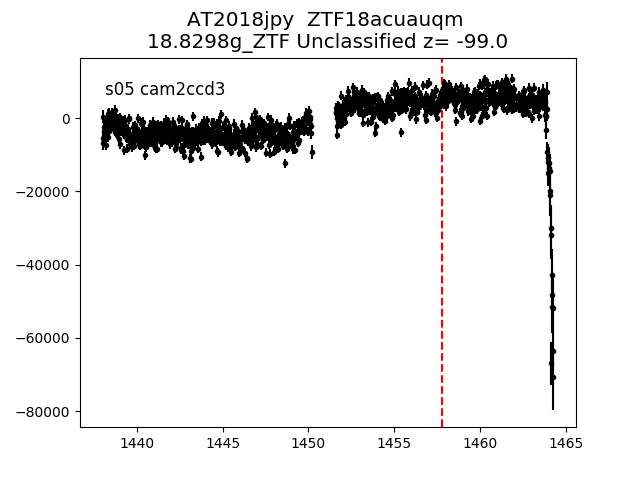 AT2018jpy ZTF18acuauqm
18.8298g_ZTF Unclassified z= -99.0
s05 cam2ccd3
0
−20000
−40000
−60000
−80000
1440 1445 1450 1455 1460 1465